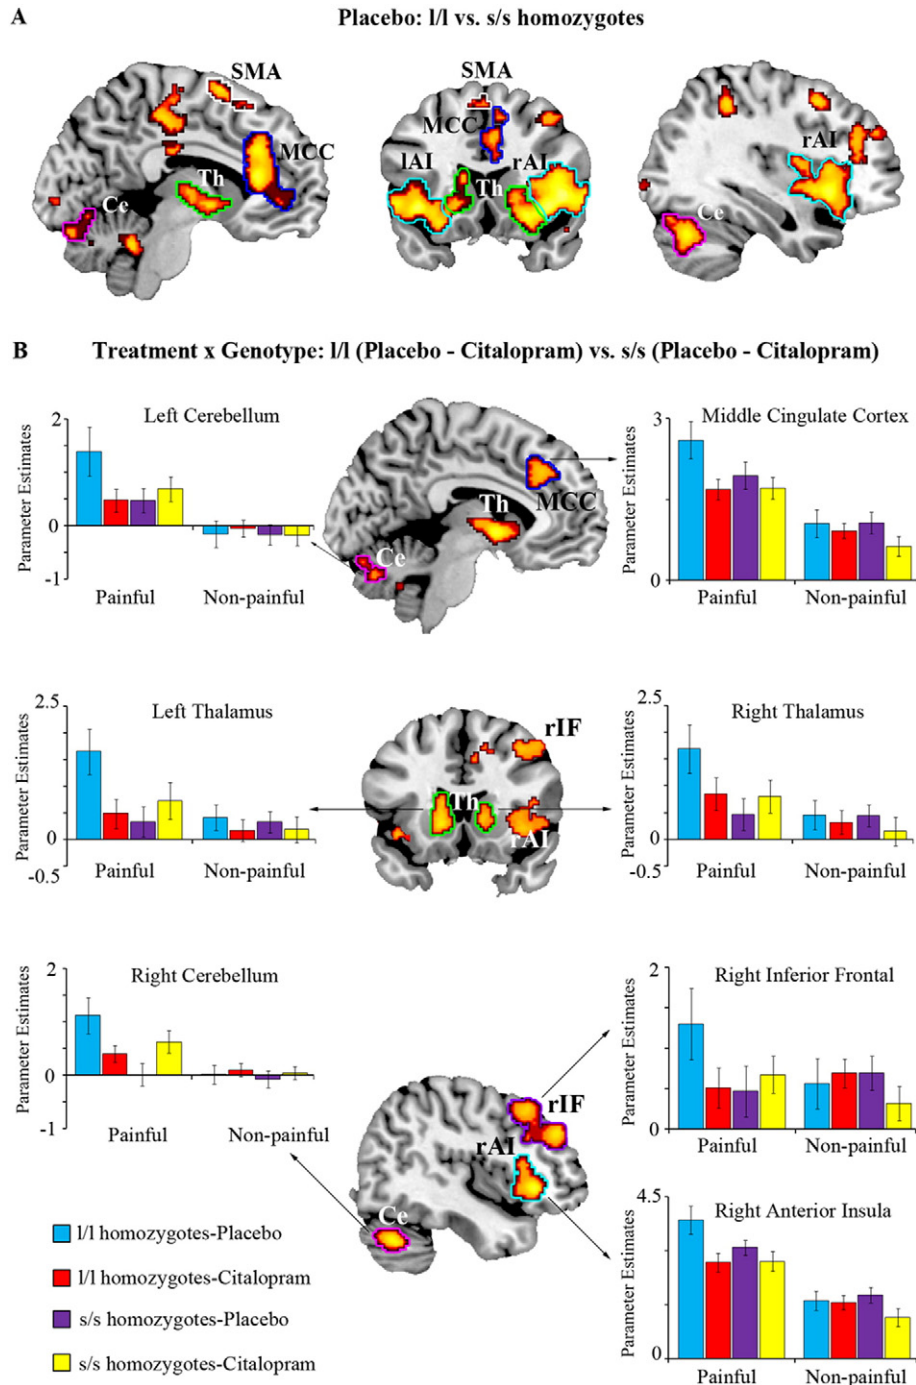 A
Placebo: l/l vs. s/s homozygotes
SMA
MCC
Th
Ce
SMA
MCC
lAI
rAI
Th
rAI
Ce
B
Treatment x Genotype: l/l (Placebo - Citalopram) vs. s/s (Placebo - Citalopram)
Left Cerebellum
Parameter Estimates
2
0
-1
Painful
Non-painful
MCC
Th
Ce
Middle Cingulate Cortex
Parameter Estimates
3
0
Painful
Non-painful
Left Thalamus
Parameter Estimates
2.5
0
-0.5
Painful
Non-painful
rIF
Th
rAI
Right Thalamus
Parameter Estimates
2.5
0
-0.5
Painful
Non-painful
Right Cerebellum
Parameter Estimates
2
0
-1
Painful
Non-painful
rIF
rAI
Ce
Right Inferior Frontal
Parameter Estimates
2
0
Painful
Non-painful
Right Anterior Insula
Parameter Estimates
4.5
0
Painful
Non-painful
l/l homozygotes-Placebo
l/l homozygotes-Citalopram
s/s homozygotes-Placebo
s/s homozygotes-Citalopram